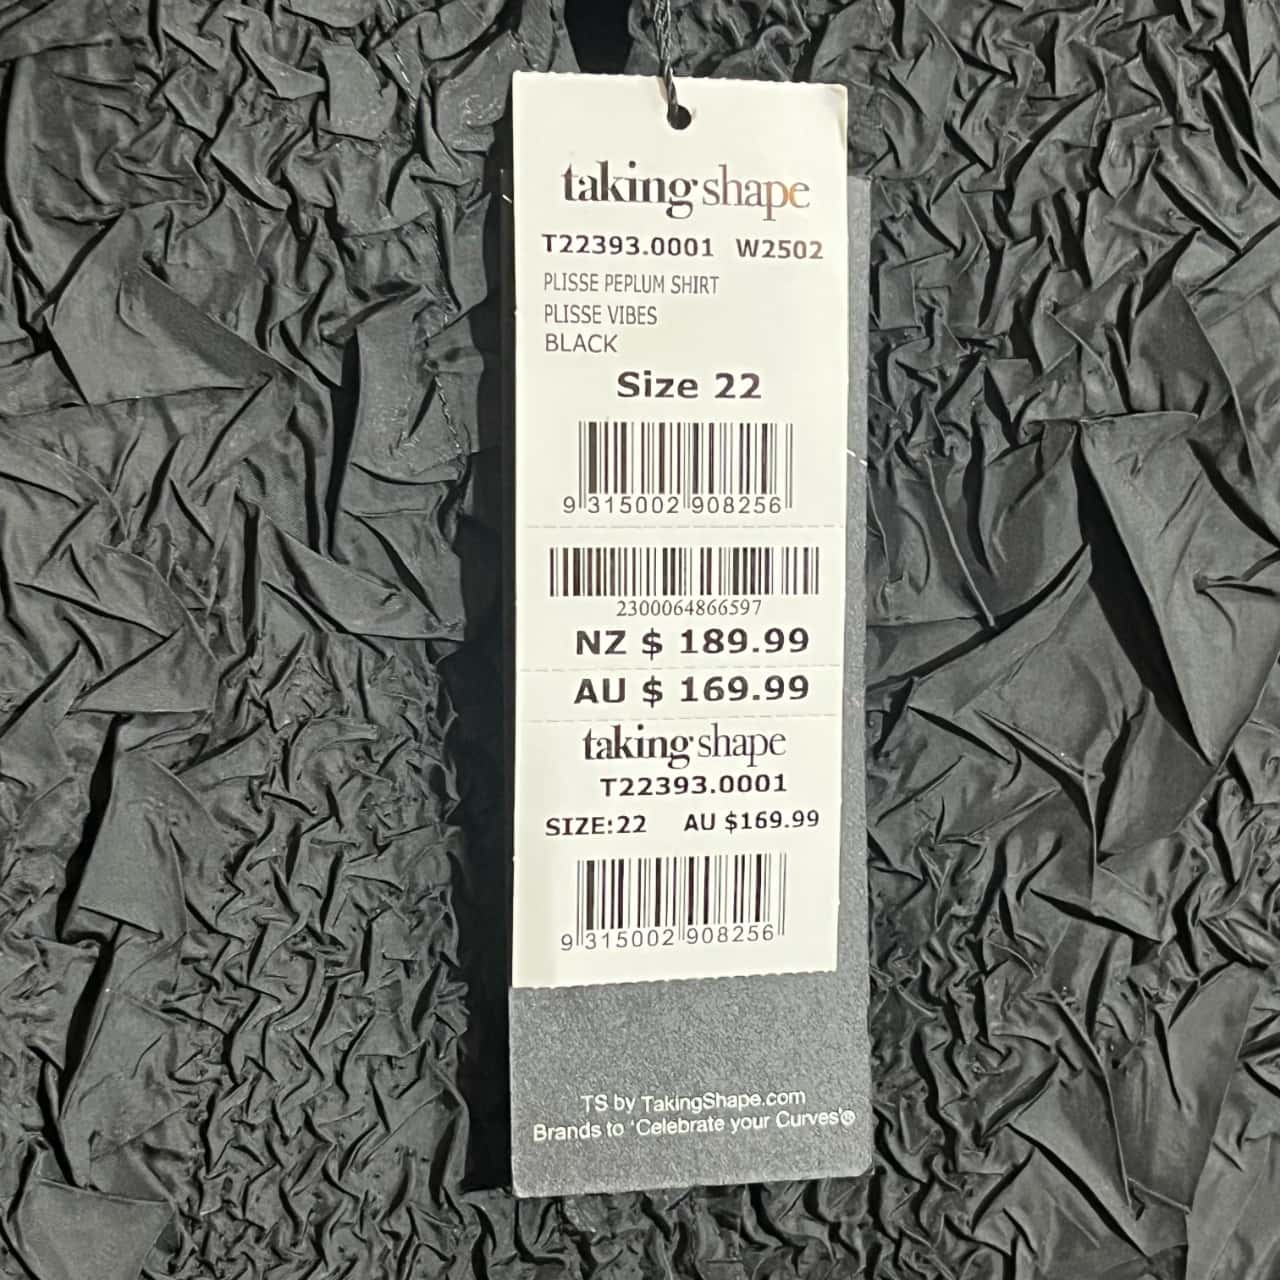 taking shape
T22393.0001 W2502
PLISSE PEPLUM SHIRT
PLISSE VIBES
BLACK
Size 22
9 315002 908256
2300064866597
NZ $ 189.99
AU $ 169.99
taking shape
T22393.0001
SIZE:22 AU $169.99
9 315002 908256
TS by TakingShape.com
Brands to 'Celebrate your Curves'®